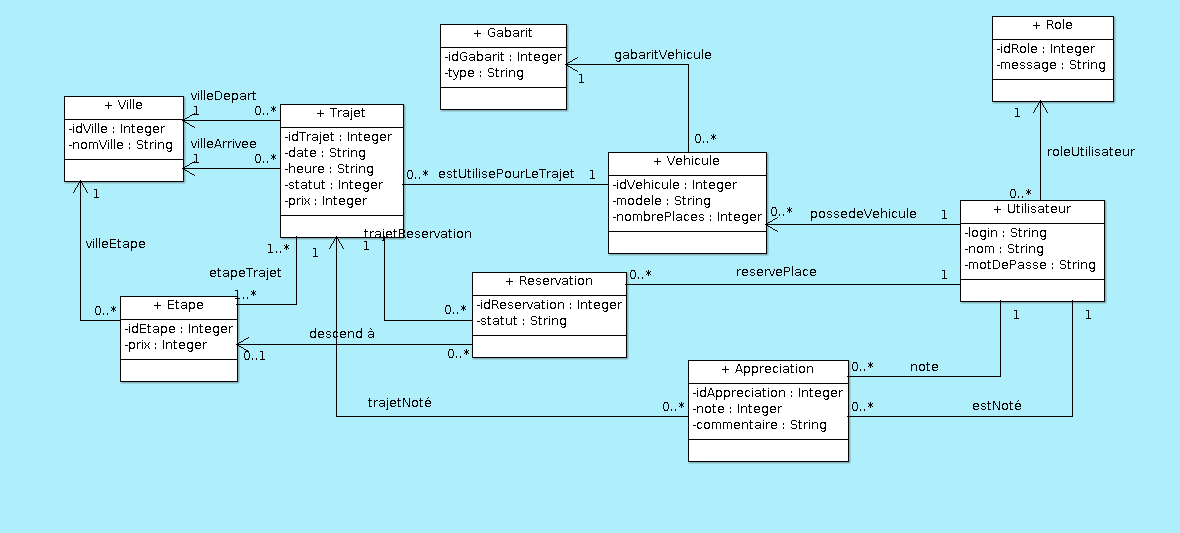 + Gabarit
-idGabarit : Integer
-type : String
gabaritVehicule
1
0..*
+ Role
-idRole : Integer
-message : String
1
roleUtilisateur
0..*
+ Ville
-idVille : Integer
-nomVille : String
villeDepart
1
0..*
villeArrivee
1
0..*
1
+ Trajet
-idTrajet : Integer
-date : String
-heure : String
-statut : Integer
-prix : Integer
0..*
estUtilisePourLeTrajet
1
+ Vehicule
-idVehicule : Integer
-modele : String
-nombrePlaces : Integer
0..*
possedeVehicule
1
+ Utilisateur
-login : String
-nom : String
-motDePasse : String
villeEtape
0..*
1..*
etapeTrajet
1..*
1
trajetReservation
1
0..*
+ Etape
-idEtape : Integer
-prix : Integer
+ Reservation
-idReservation : Integer
-statut : String
0..*
reservePlace
1
descend à
0..1
0..*
1
1
+ Appreciation
-idAppreciation : Integer
-note : Integer
-commentaire : String
0..*
note
trajetNoté
0..*
0..*
estNoté